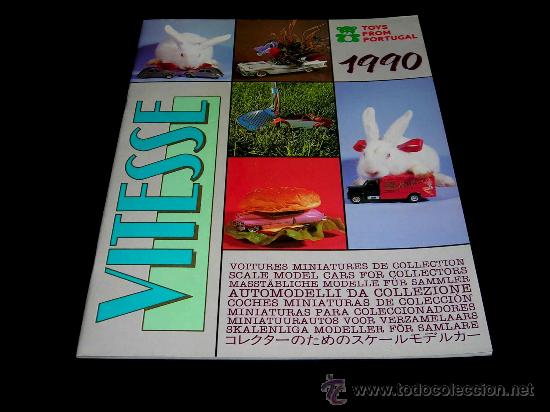 TOYS
FROM
PORTUGAL
1990
VITESSE
VOITURES MINIATURES DE COLLECTION
SCALE MODEL CARS FOR COLLECTORS
MASSTÄBLICHE MODELLE FÜR SAMMLER
AUTOMODELLI DA COLLEZIONE
COCHES MINIATURAS DE COLECCIÓN
MINIATURAS PARA COLECCIONADORES
MINIATUURAUTOS VOOR VERZAMELAARS
SKALENLIGA MODELLER FÖR SAMLARE
コレクターのためのスケールモデルカー
www.todocoleccion.net